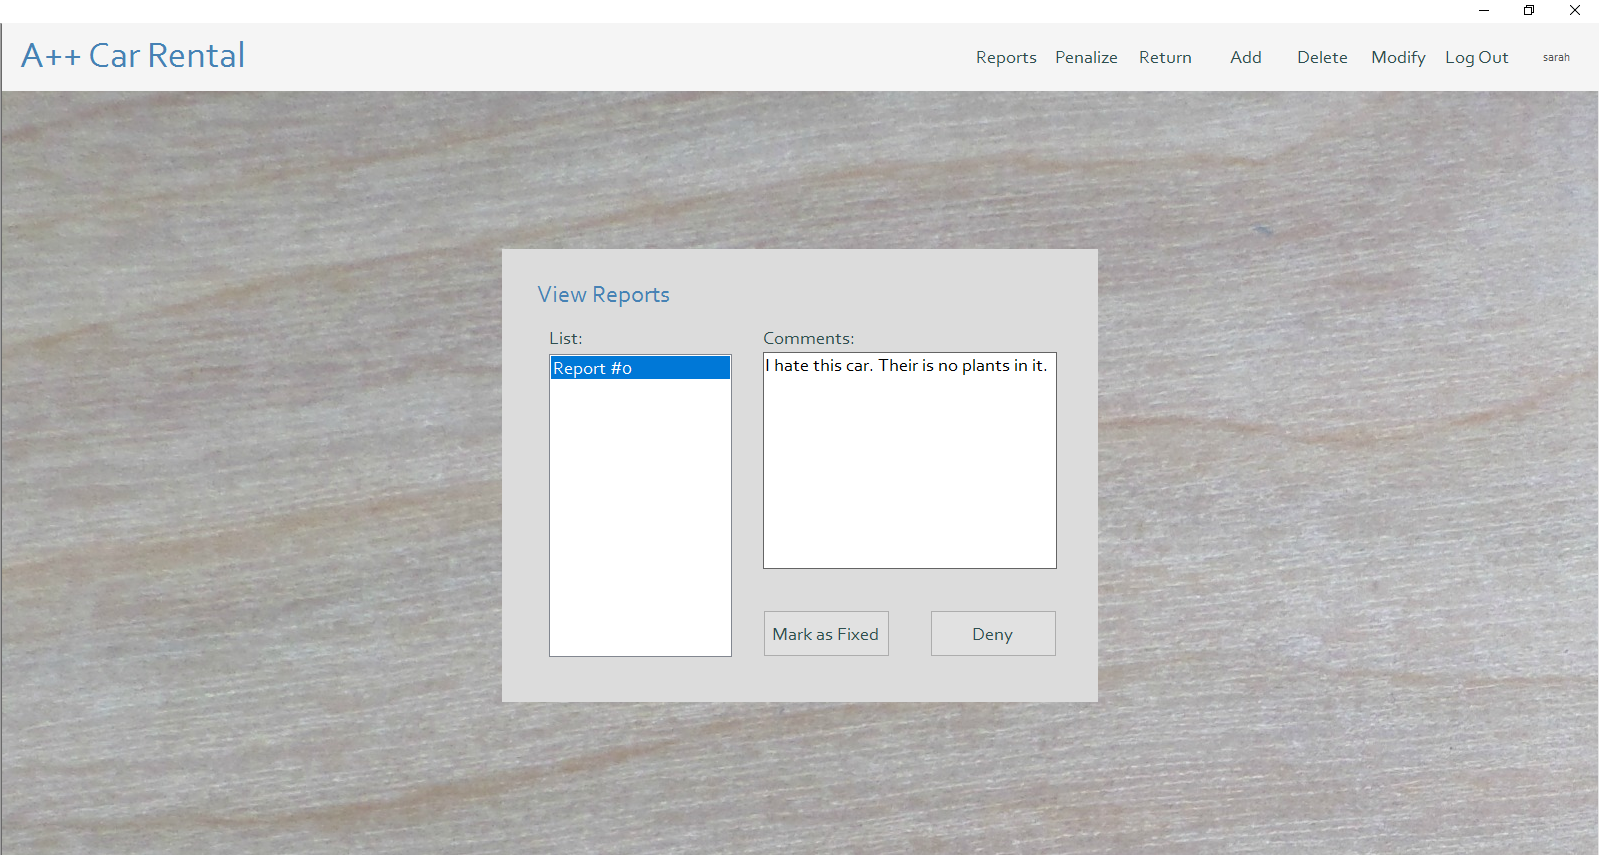 A++ Car Rental
Reports Penalize Return Add Delete Modify Log Out sarah
View Reports
List:
Report #0
Comments:
I hate this car. Their is no plants in it.
Mark as Fixed
Deny